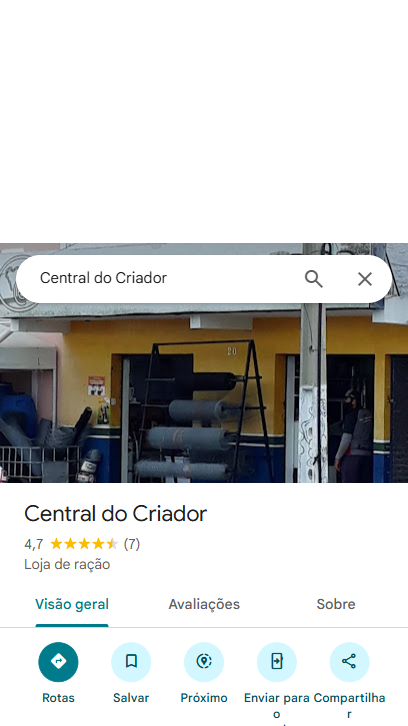 Central do Criador
20
Central do Criador
4,7 (7)
Loja de ração
Visão geral Avaliações Sobre
Rotas Salvar Próximo Enviar para o Compartilhar